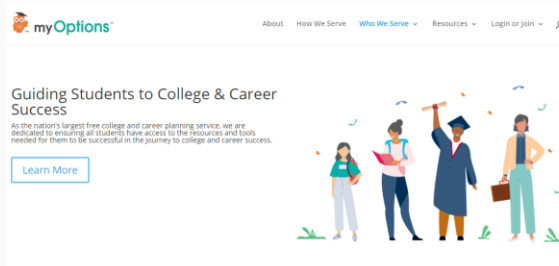 myOptions™
About How We Serve Who We Serve Resources Login or Join
Guiding Students to College & Career
Success
As the nation's largest free college and career planning service, we are
dedicated to ensuring all students have access to the resources and tools
needed for them to be successful in the journey to college and career success.
Learn More